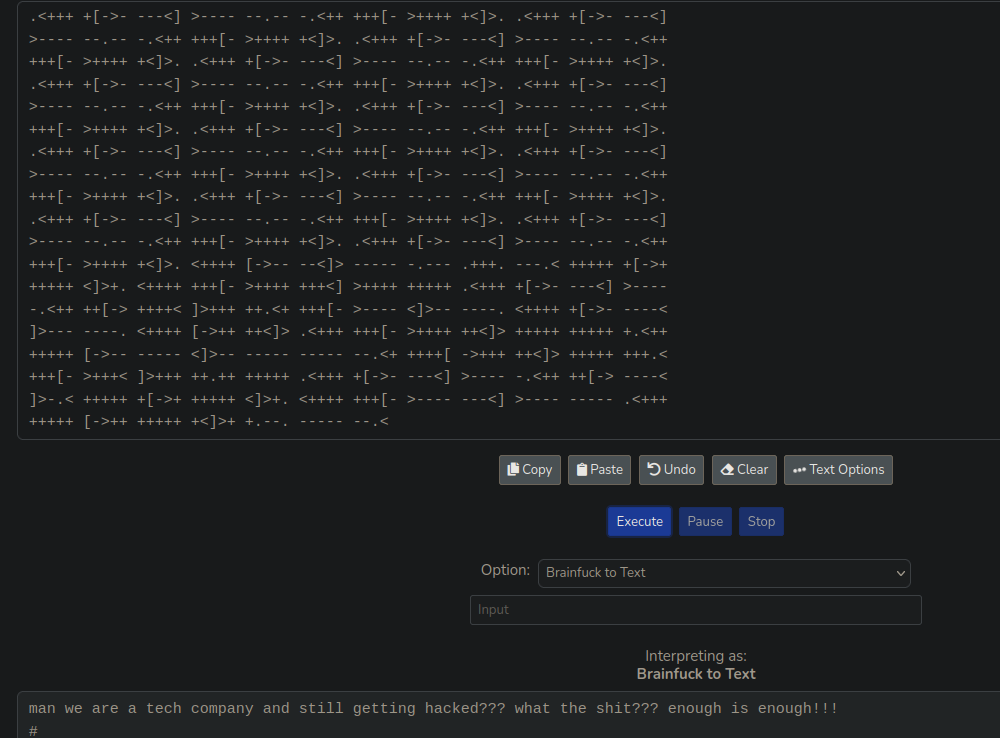 .<+++ +[->- ---<] >---- --.-- -.<++ +++[- >++++ +<]>. .<+++ +[->- ---<]
>---- --.-- -.<++ +++[- >++++ +<]>. .<+++ +[->- ---<] >---- --.-- -.<++
+++[- >++++ +<]>. .<+++ +[->- ---<] >---- --.-- -.<++ +++[- >++++ +<]>.
.<+++ +[->- ---<] >---- --.-- -.<++ +++[- >++++ +<]>. .<+++ +[->- ---<]
>---- --.-- -.<++ +++[- >++++ +<]>. .<+++ +[->- ---<] >---- --.-- -.<++
+++[- >++++ +<]>. .<+++ +[->- ---<] >---- --.-- -.<++ +++[- >++++ +<]>.
.<+++ +[->- ---<] >---- --.-- -.<++ +++[- >++++ +<]>. .<+++ +[->- ---<]
>---- --.-- -.<++ +++[- >++++ +<]>. .<+++ +[->- ---<] >---- --.-- -.<++
+++[- >++++ +<]>. .<+++ +[->- ---<] >---- --.-- -.<++ +++[- >++++ +<]>.
.<+++ +[->- ---<] >---- --.-- -.<++ +++[- >++++ +<]>. .<+++ +[->- ---<]
>---- --.-- -.<++ +++[- >++++ +<]>. .<+++ +[->- ---<] >---- --.-- -.<++
+++[- >++++ +<]>. <++++ [->-- --<]> ----- -.--- .+++. ---.< +++++ +[->+
+++++ <]>+. <++++ +++[- >++++ +++<] >++++ +++++ .<+++ +[->- ---<] >----
-.<++ ++[-> ++++< ]>+++ ++.<+ +++[- >---- <]>-- ----. <++++ +[->- ----<
]>--- ----. <++++ [->++ ++<]> .<+++ +++[- >++++ ++<]> +++++ +++++ +.<++
+++++ [->-- ----- <]>-- ----- ----- --.<+ ++++[ ->+++ ++<]> +++++ +++.<
+++[- >+++< ]>+++ ++.++ +++++ .<+++ +[->- ---<] >---- -.<++ ++[-> ----<
]>-.< +++++ +[->+ +++++ <]>+. <++++ +++[- >---- ---<] >---- ----- .<+++
+++++ [->++ +++++ +<]>+ +.--. ----- --.<
Copy Paste Undo Clear Text Options
Execute Pause Stop
Option: Brainfuck to Text
Input
Interpreting as:
Brainfuck to Text
man we are a tech company and still getting hacked??? what the shit??? enough is enough!!!
#